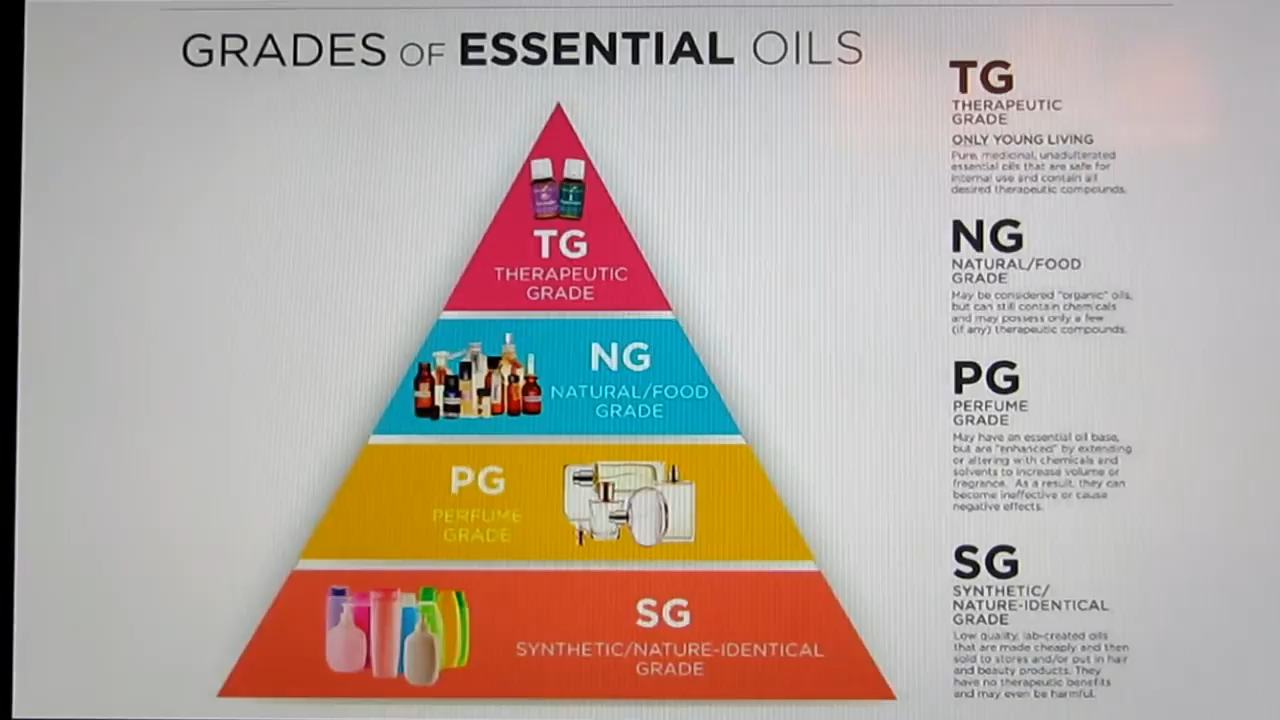 GRADES OF ESSENTIAL OILS
TG
THERAPEUTIC
GRADE
NG
NATURAL/FOOD
GRADE
PG
PERFUME
GRADE
SG
SYNTHETIC/NATURE-IDENTICAL
GRADE
TG
THERAPEUTIC
GRADE
ONLY YOUNG LIVING
Pure, medicinal, unadulterated
essential oils that are safe for
internal use and contain all
desired therapeutic compounds.
NG
NATURAL/FOOD
GRADE
May be considered "organic" oils,
but can still contain chemicals
and may possess only a few
(if any) therapeutic compounds.
PG
PERFUME
GRADE
May have an essential oil base,
but are "enhanced" by extending
or altering with chemicals and
solvents to increase volume or
fragrance. As a result, they can
become ineffective or cause
negative effects.
SG
SYNTHETIC/
NATURE-IDENTICAL
GRADE
Low quality, lab-created oils
that are made cheaply and then
sold to stores and/or put in hair
and beauty products. They
have no therapeutic benefits
and may even be harmful.